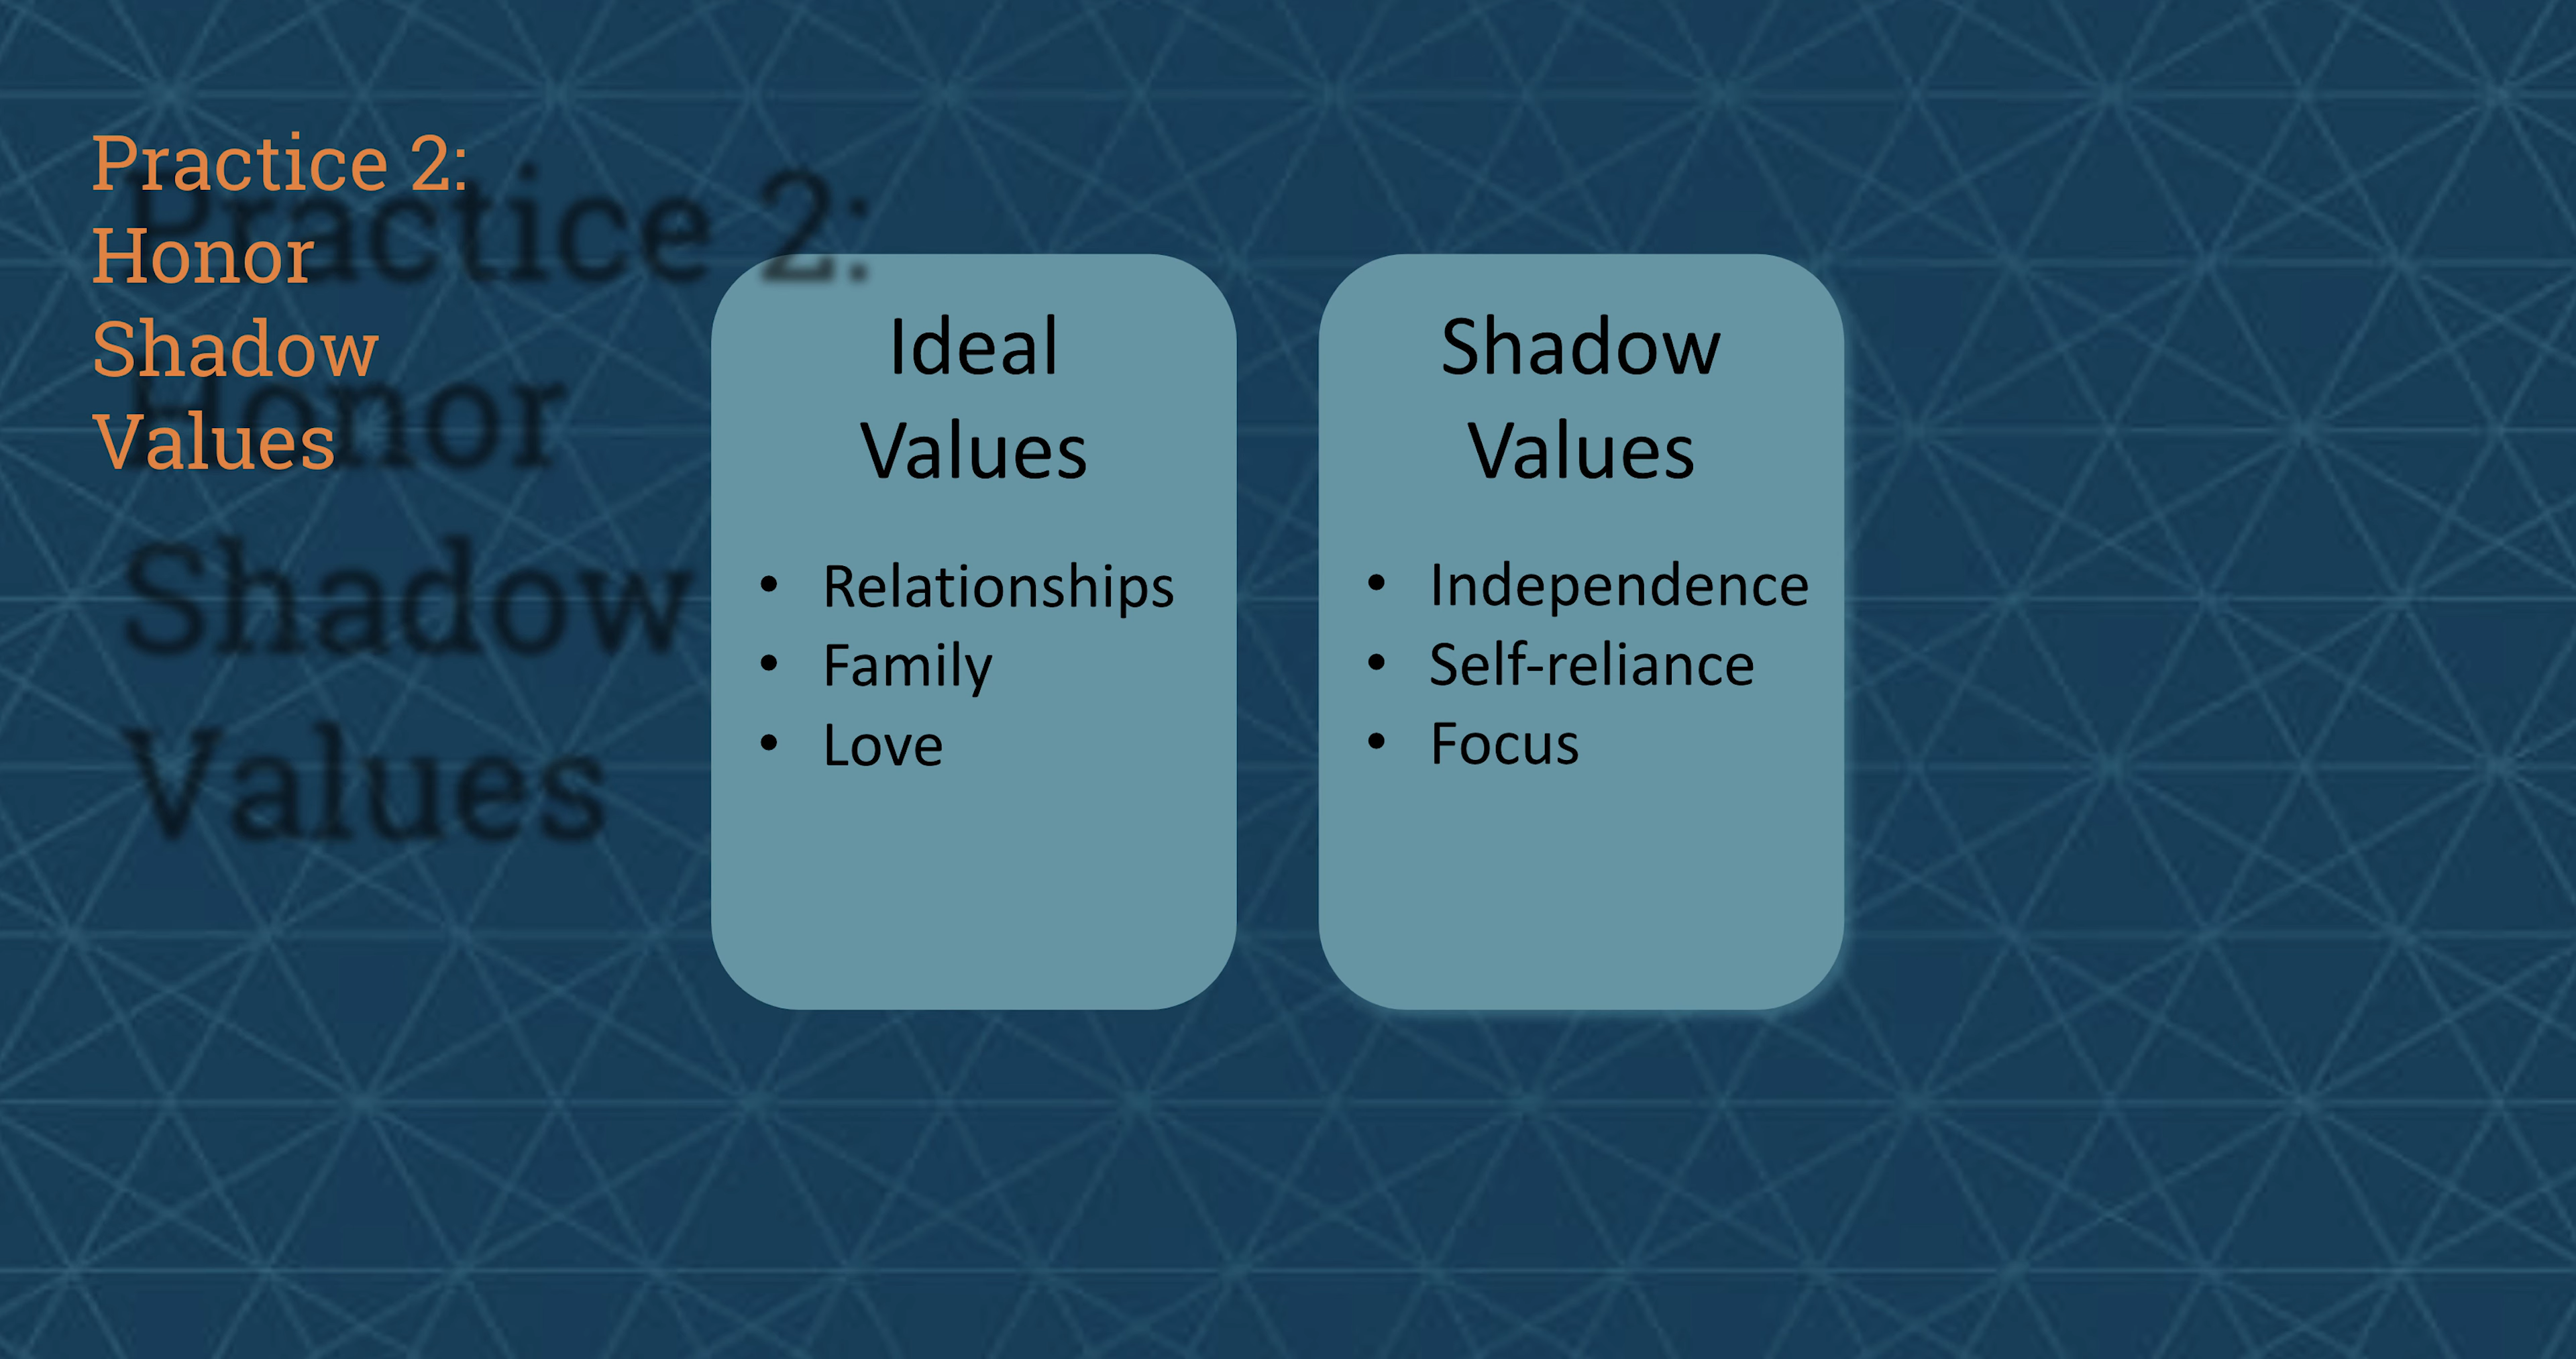 Practice 2:
Honor
Shadow
Values
Ideal
Values
• Relationships
• Family
• Love
Shadow
Values
• Independence
• Self-reliance
• Focus